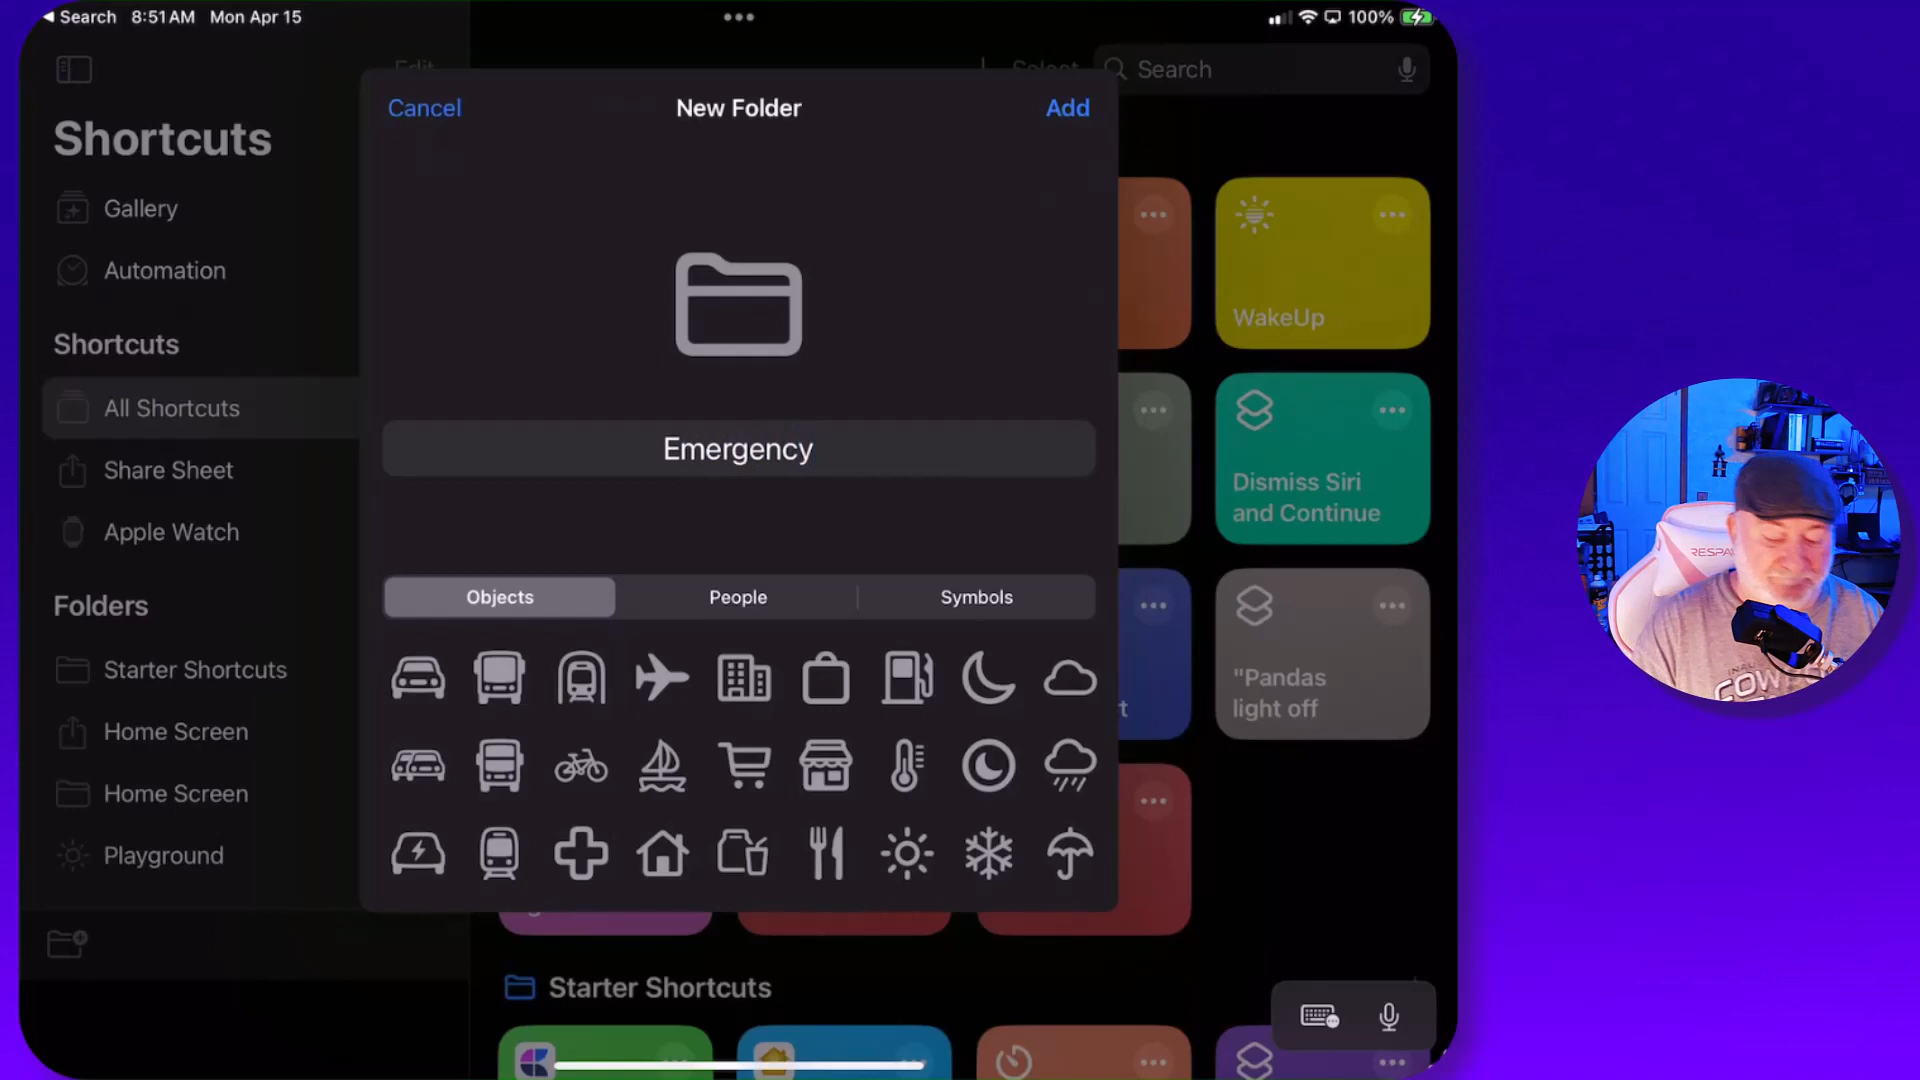 Search 8:51 AM Mon Apr 15
100%
Edit
Select
Search
Shortcuts
Gallery
Automation
Shortcuts
All Shortcuts
Share Sheet
Apple Watch
Folders
Starter Shortcuts
Home Screen
Home Screen
Playground
Cancel
New Folder
Add
Emergency
Objects
People
Symbols
WakeUp
Dismiss Siri
and Continue
"Pandas
light off
Starter Shortcuts